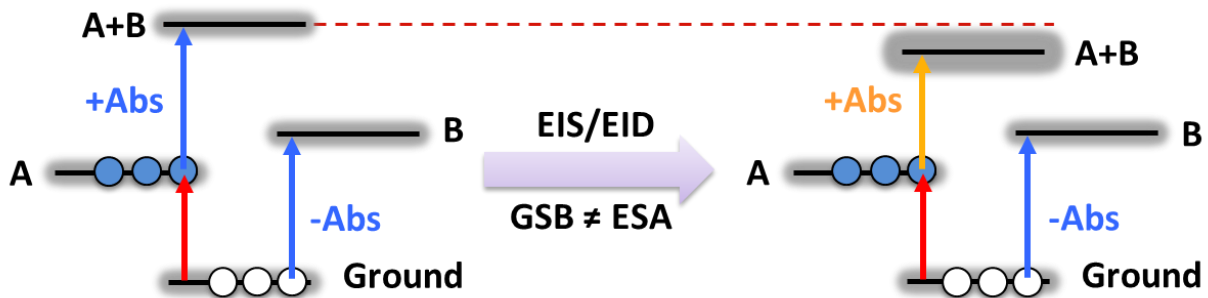 A+B
+Abs
A
B
-Abs
Ground
EIS/EID
GSB ≠ ESA
A+B
+Abs
A
B
-Abs
Ground